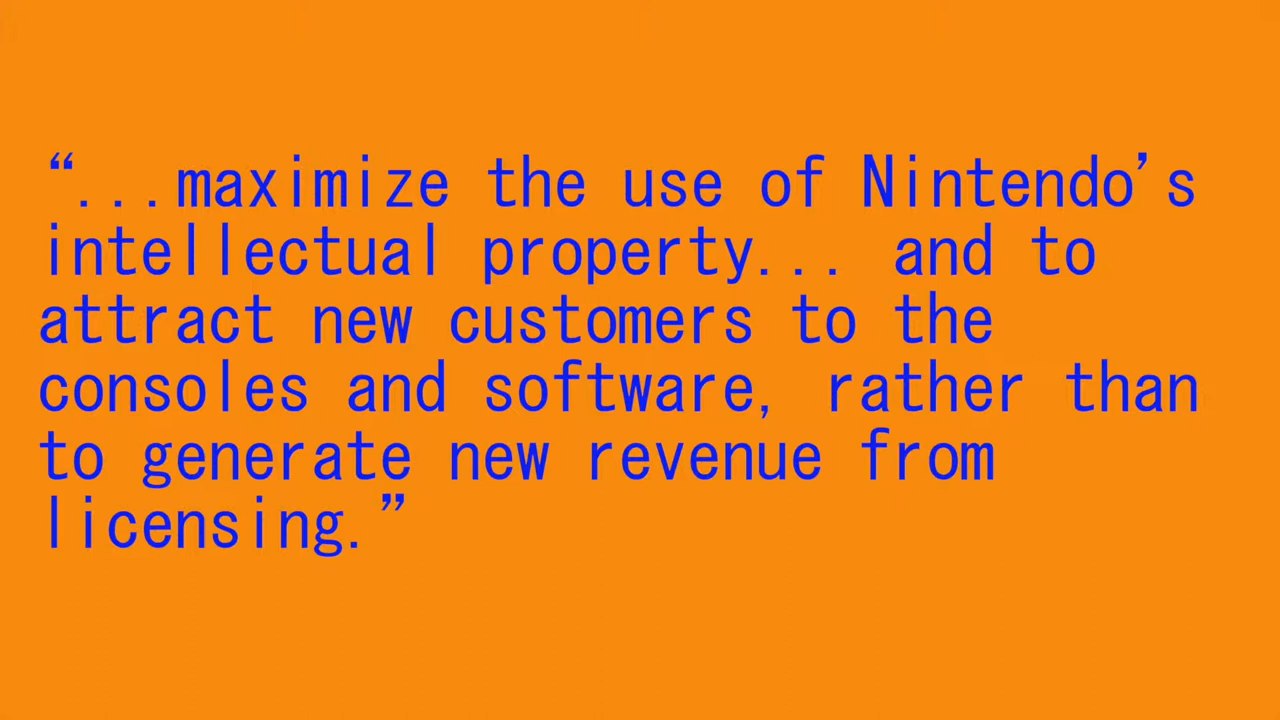 “...maximize the use of Nintendo’s
intellectual property... and to
attract new customers to the
consoles and software, rather than
to generate new revenue from
licensing.”